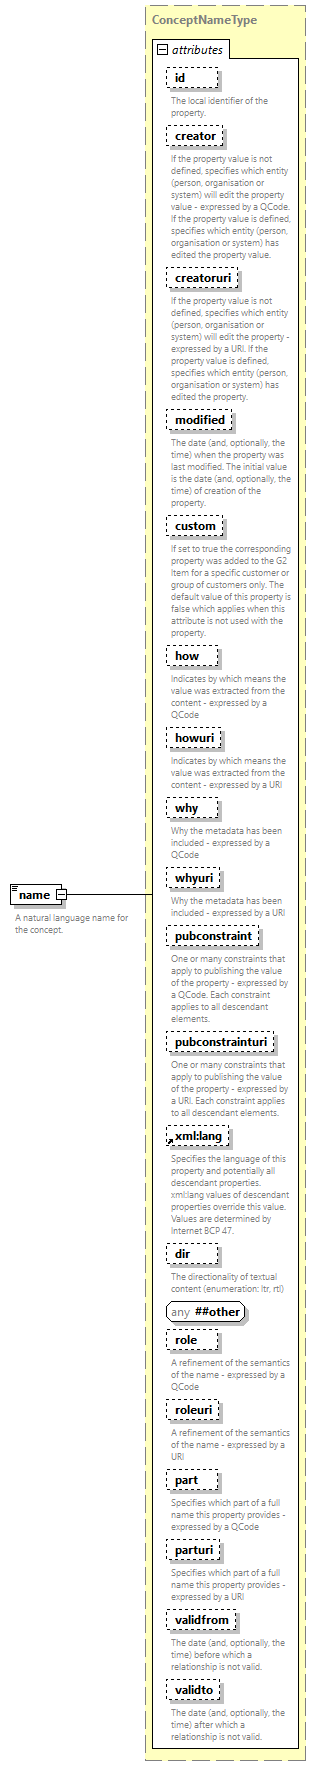 ConceptNameType
attributes
id
The local identifier of the
property.
creator
If the property value is not
defined, specifies which entity
(person, organisation or
system) will edit the property
value - expressed by a QCode.
If the property value is defined,
specifies which entity (person,
organisation or system) has
edited the property value.
creatoruri
If the property value is not
defined, specifies which entity
(person, organisation or
system) will edit the property -
expressed by a URI. If the
property value is defined,
specifies which entity (person,
organisation or system) has
edited the property.
modified
The date (and, optionally, the
time) when the property was
last modified. The initial value
is the date (and, optionally, the
time) of creation of the
property.
custom
If set to true the corresponding
property was added to the G2
Item for a specific customer or
group of customers only. The
default value of this property is
false which applies when this
attribute is not used with the
property.
how
Indicates by which means the
value was extracted from the
content - expressed by a
QCode
howuri
Indicates by which means the
value was extracted from the
content - expressed by a URI
why
Why the metadata has been
included - expressed by a
QCode
whyuri
Why the metadata has been
included - expressed by a URI
name
A natural language name for
the concept.
pubconstraint
One or many constraints that
apply to publishing the value
of the property - expressed by
a QCode. Each constraint
applies to all descendant
elements.
pubconstrainturi
One or many constraints that
apply to publishing the value
of the property - expressed by
a URI. Each constraint applies
to all descendant elements.
xml:lang
Specifies the language of this
property and potentially all
descendant properties.
xml:lang values of descendant
properties override this value.
Values are determined by
Internet BCP 47.
dir
The directionality of textual
content (enumeration: ltr, rtl)
any ##other
role
A refinement of the semantics
of the name - expressed by a
QCode
roleuri
A refinement of the semantics
of the name - expressed by a
URI
part
Specifies which part of a full
name this property provides -
expressed by a QCode
parturi
Specifies which part of a full
name this property provides -
expressed by a URI
validfrom
The date (and, optionally, the
time) before which a
relationship is not valid.
validto
The date (and, optionally, the
time) after which a
relationship is not valid.